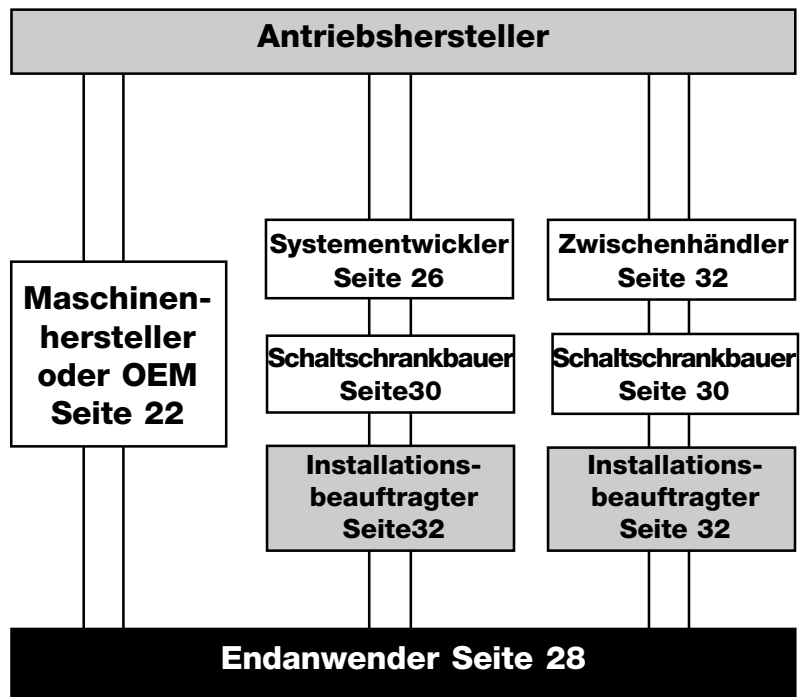 Antriebshersteller
Systementwickler
Seite 26
Zwischenhändler
Seite 32
Maschinen-
hersteller
oder OEM
Seite 22
Schaltschrankbauer
Seite30
Schaltschrankbauer
Seite 30
Installations-
beauftragter
Seite32
Installations-
beauftragter
Seite 32
Endanwender Seite 28